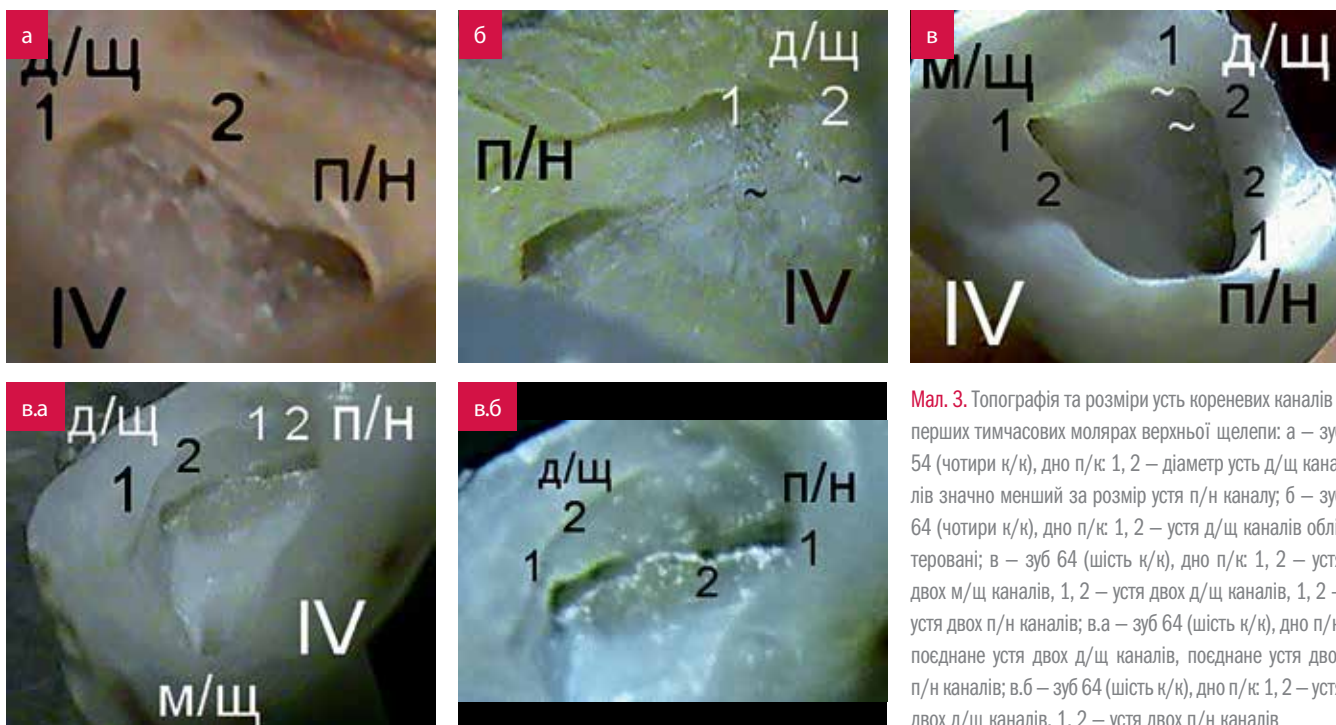 а
д/щ
1
2
п/н
IV
б
д/щ
1
2
п/н
~
~
IV
в
м/щ
1
д/щ
~
1
~
2
2
2
1
IV
п/н
в.а
д/щ
1 2
п/н
2
1
IV
м/щ
в.б
д/щ
2
п/н
1
1
2
Мал. 3. Топографія та розміри усть кореневих каналів
перших тимчасових молярах верхньої щелепи: а — зуб
54 (чотири к/к), дно п/к: 1, 2 — діаметр усть д/щ кана
лів значно менший за розмір устя п/н каналу; б — зуб
64 (чотири к/к), дно п/к: 1, 2 — устя д/щ каналів облі
теровані; в — зуб 64 (шість к/к), дно п/к: 1, 2 — устя
двох м/щ каналів, 1, 2 — устя двох д/щ каналів, 1, 2 —
устя двох п/н каналів; в.а — зуб 64 (шість к/к), дно п/к
поєднане устя двох д/щ каналів, поєднане устя двох
п/н каналів; в.б — зуб 64 (шість к/к), дно п/к: 1, 2 — устя
двох д/щ каналів, 1, 2 — устя двох п/н каналів